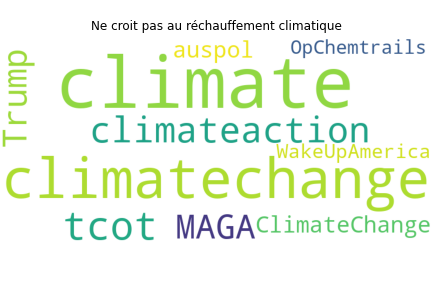 Ne croit pas au réchauffement climatique
auspol
OpChemtrails
Trump
climate
climateaction
WakeUpAmerica
climatechange
tcot
MAGA
ClimateChange